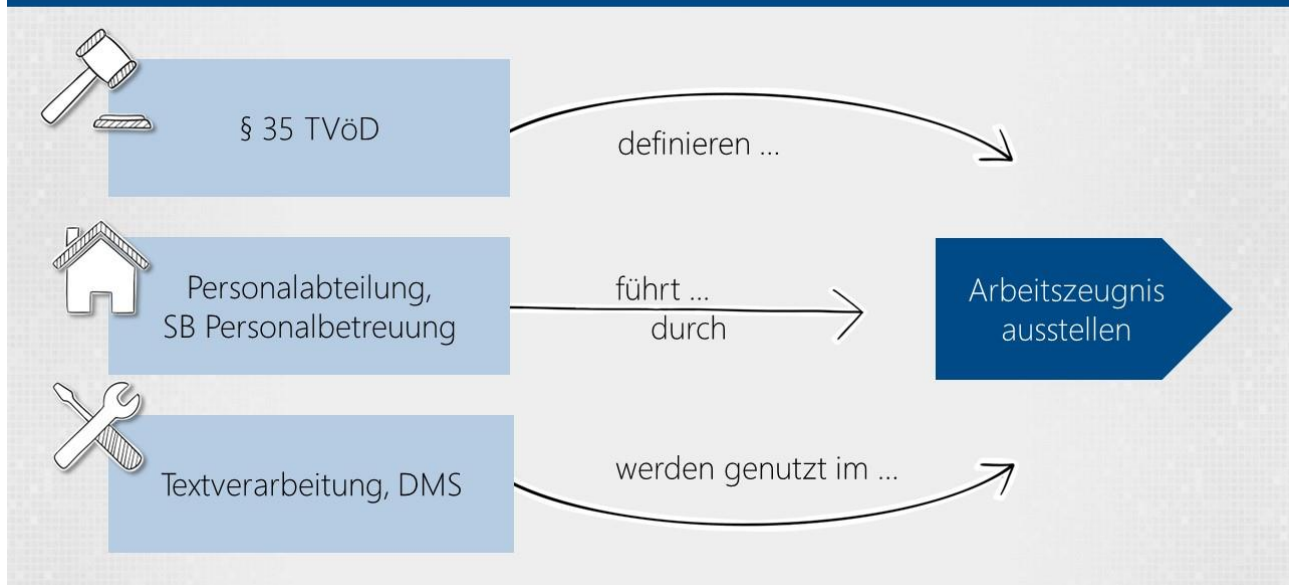 § 35 TVöD
definieren ...
Personalabteilung,
SB Personalbetreuung
führt ...
durch
Arbeitszeugnis
ausstellen
Textverarbeitung, DMS
werden genutzt im ...